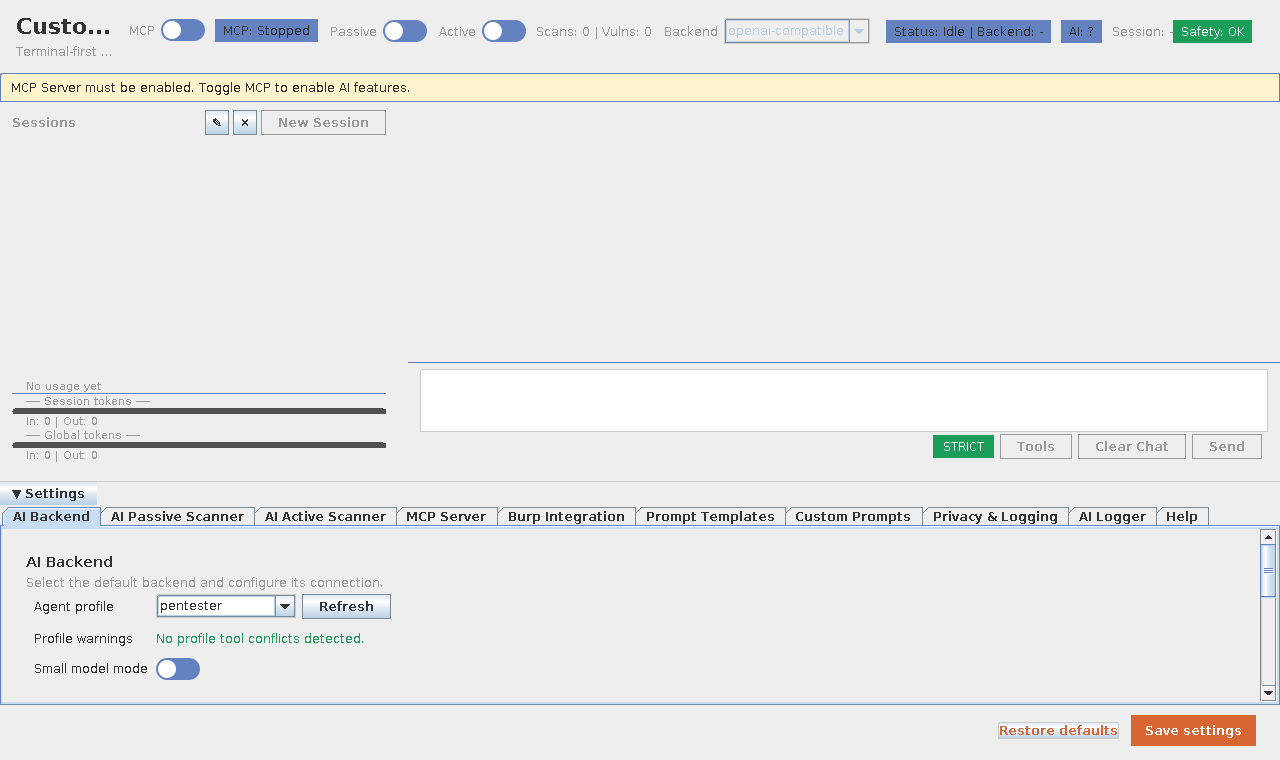 Custo...
MCP
MCP: Stopped
Passive
Active
Scans: 0 | Vulns: 0
Backend
openai-compatible
Status: Idle | Backend: -
AI: ?
Session: -
Safety: OK
Terminal-first ...
MCP Server must be enabled. Toggle MCP to enable AI features.
Sessions
✎
×
New Session
No usage yet
── Session tokens ──
In: 0 | Out: 0
── Global tokens ──
In: 0 | Out: 0
STRICT
Tools
Clear Chat
Send
▼ Settings
AI Backend
AI Passive Scanner
AI Active Scanner
MCP Server
Burp Integration
Prompt Templates
Custom Prompts
Privacy & Logging
AI Logger
Help
AI Backend
Select the default backend and configure its connection.
Agent profile
pentester
Refresh
Profile warnings
No profile tool conflicts detected.
Small model mode
Restore defaults
Save settings